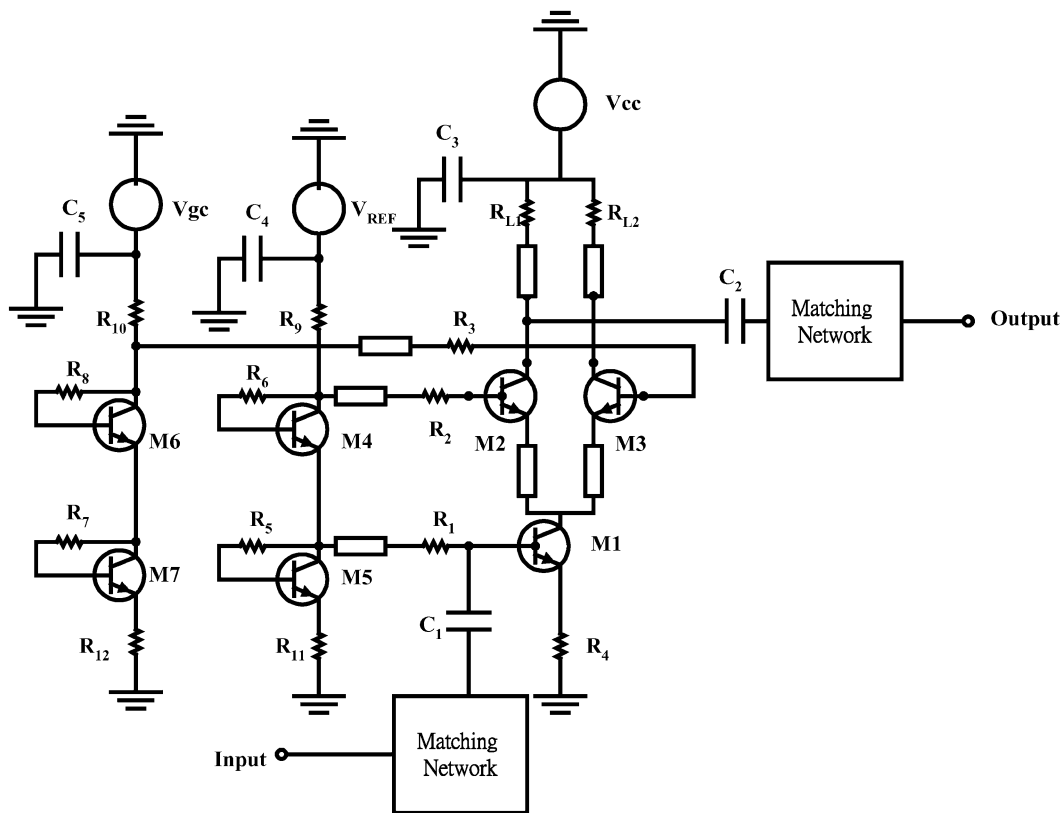 Vcc
C3
C5
Vgc
C4
VREF
RL1
RL2
C2
Matching
Network
Output
R10
R9
R3
R8
R6
M6
M4
R2
M2
M3
R7
R5
R1
M1
M7
M5
C1
R12
R11
R4
Input
Matching
Network